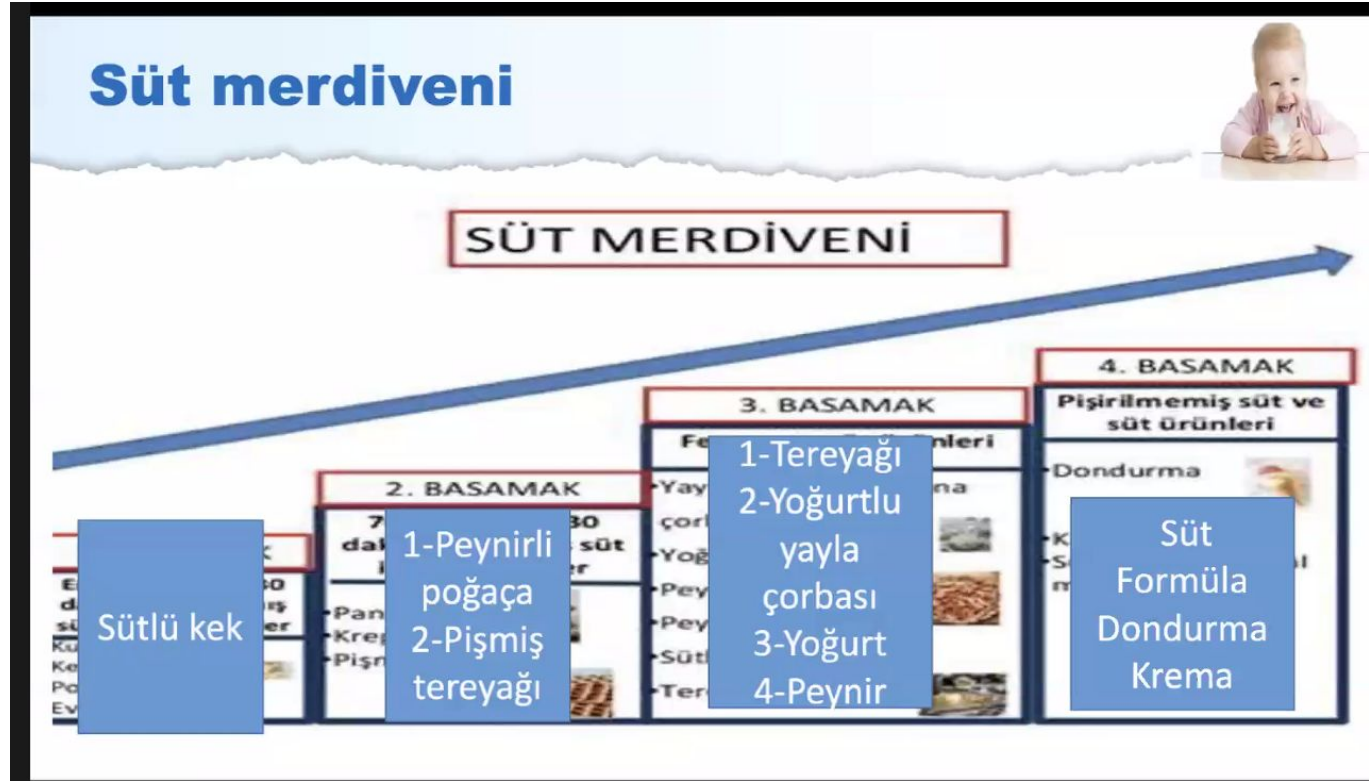 Süt merdiveni
SÜT MERDİVENİ
Sütlü kek
2. BASAMAK
1-Peynirli
poğaça
2-Pişmiş
tereyağı
3. BASAMAK
1-Tereyağı
2-Yoğurtlu
yayla
çorbası
3-Yoğurt
4-Peynir
4. BASAMAK
Pişirilmemiş süt ve
süt ürünleri
Dondurma
Süt
Formüla
Dondurma
Krema